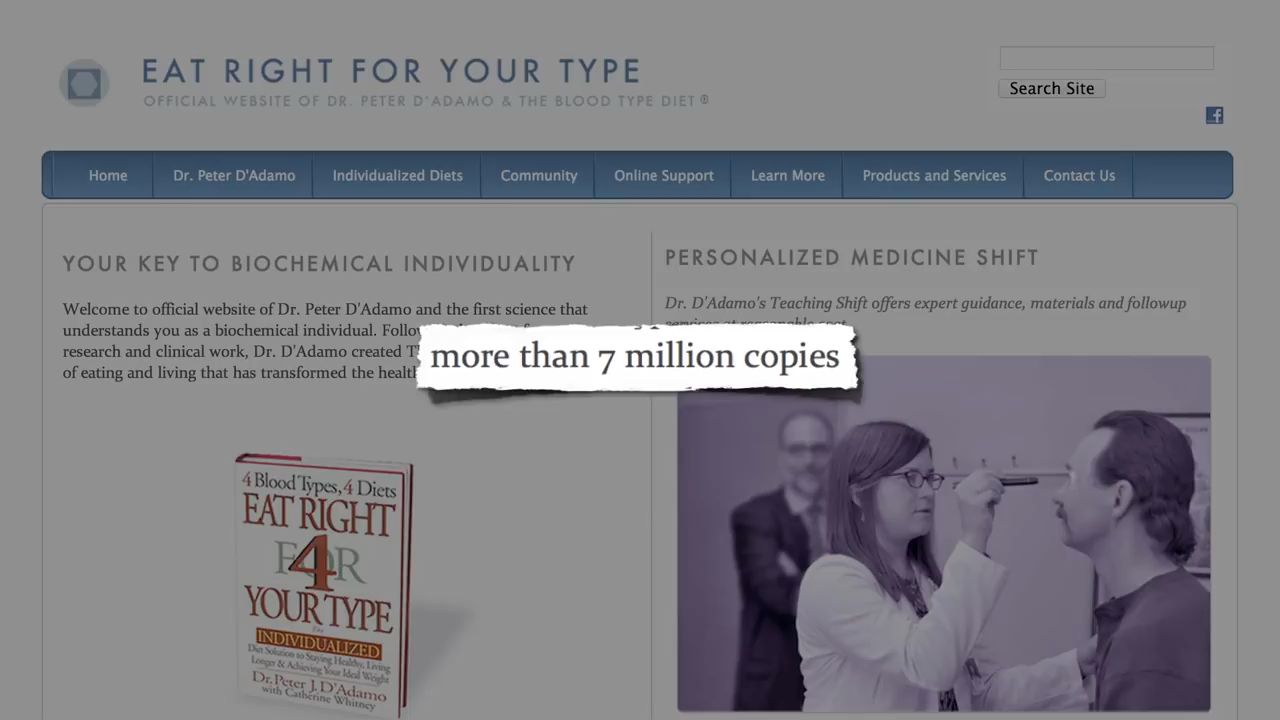 EAT RIGHT FOR YOUR TYPE
OFFICIAL WEBSITE OF DR. PETER D'ADAMO & THE BLOOD TYPE DIET ®
Search Site
f
Home
Dr. Peter D'Adamo
Individualized Diets
Community
Online Support
Learn More
Products and Services
Contact Us
YOUR KEY TO BIOCHEMICAL INDIVIDUALITY
Welcome to official website of Dr. Peter D'Adamo and the first science that
understands you as a biochemical individual.
research and clinical work, Dr. D'Adamo created
of eating and living that has transformed the
more than 7 million copies
4 Blood Types, 4 Diets
EAT RIGHT
FOR
4
YOUR TYPE
The
INDIVIDUALIZED
Diet Solution to Staying Healthy, Living
Longer & Achieving Your Ideal Weight
Dr. Peter J. D'Adamo
with Catherine Whitney
PERSONALIZED MEDICINE SHIFT
Dr. D'Adamo's Teaching Shift offers expert guidance, materials and followup
services at reasonable cost.